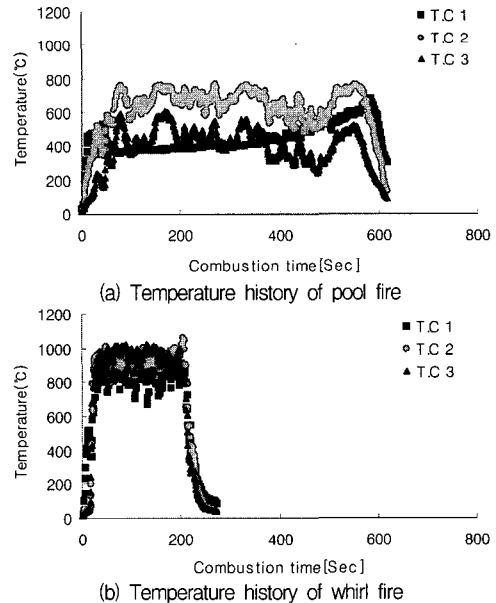 1200
1000
800
600
400
200
0
Temperature(℃)
■ T.C 1
○ T.C 2
▲ T.C 3
0 200 400 600 800
Combustion time[Sec]
(a) Temperature history of pool fire
1200
1000
800
600
400
200
0
Temperature(℃)
■ T.C 1
○ T.C 2
▲ T.C 3
0 200 400 600 800
Combustion time[Sec]
(b) Temperature history of whirl fire